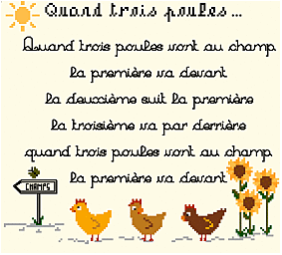 Quand trois poules...
Quand trois poules vont au champ
la première va devant
la deuxième suit la première
la troisième va par derrière
quand trois poules vont au champ
la première va devant
CHAMPS